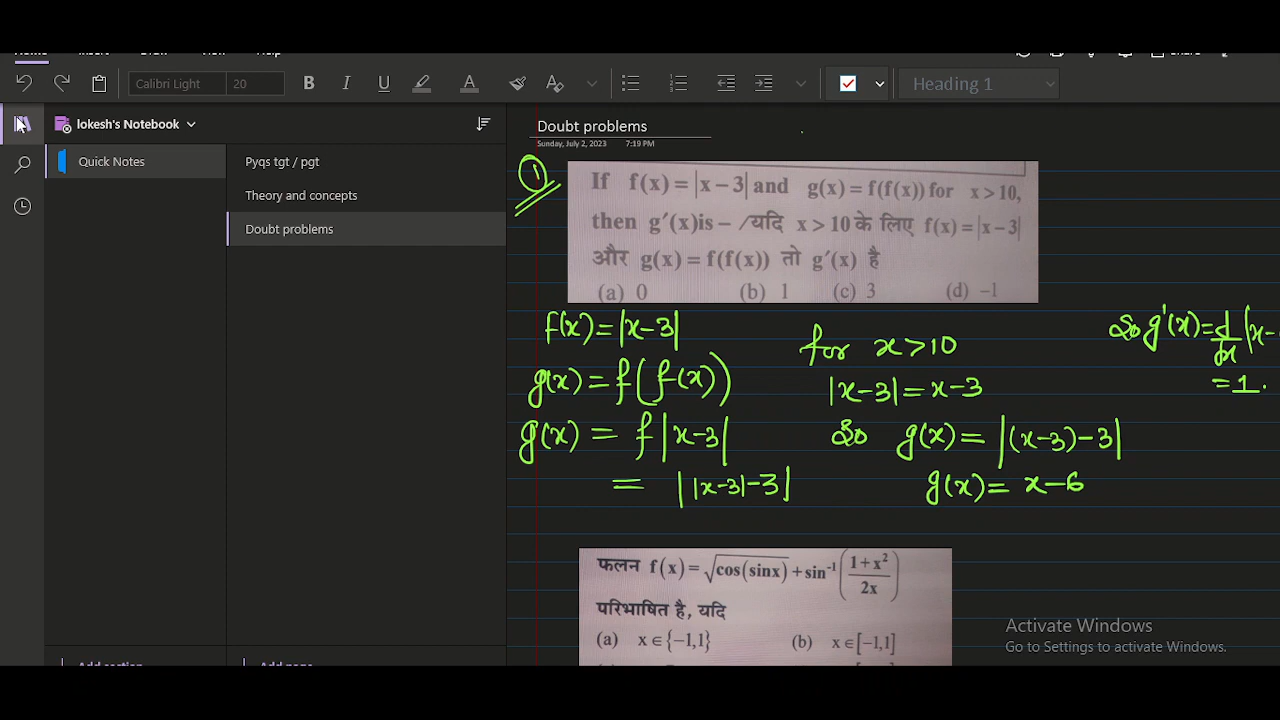 Calibri Light 20
B I U A
Heading 1
lokesh's Notebook
Quick Notes
Pyqs tgt / pgt
Theory and concepts
Doubt problems
Doubt problems
Sunday, July 2, 2023 7:19 PM
①
If f(x) = |x – 3| and g(x) = f(f(x)) for x > 10,
then g′(x)is – /यदि x > 10 के लिए f(x) = |x – 3|
और g(x) = f(f(x)) तो g′(x) है
(a) 0 (b) 1 (c) 3 (d) –1
f(x) = |x-3|
g(x) = f(f(x))
g(x) = f|x-3|
= ||x-3|-3|
for x>10
|x-3| = x-3
So g(x) = |(x-3)-3|
g(x) = x-6
So g'(x) = d/dx (x-
= 1.
फलन f(x) = √cos(sinx) + sin⁻¹((1+x²)/2x)
परिभाषित है, यदि
(a) x ∈ {−1,1} (b) x ∈ [−1,1]
Activate Windows
Go to Settings to activate Windows.